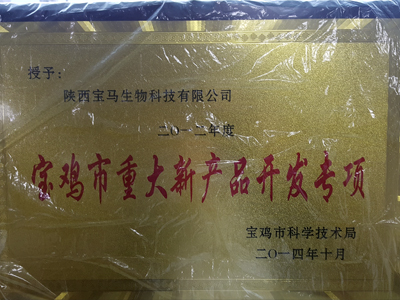 授予：
陕西宝马生物科技有限公司
二〇一二年度
宝鸡市重大新产品开发专项
宝鸡市科学技术局
二〇一四年十月